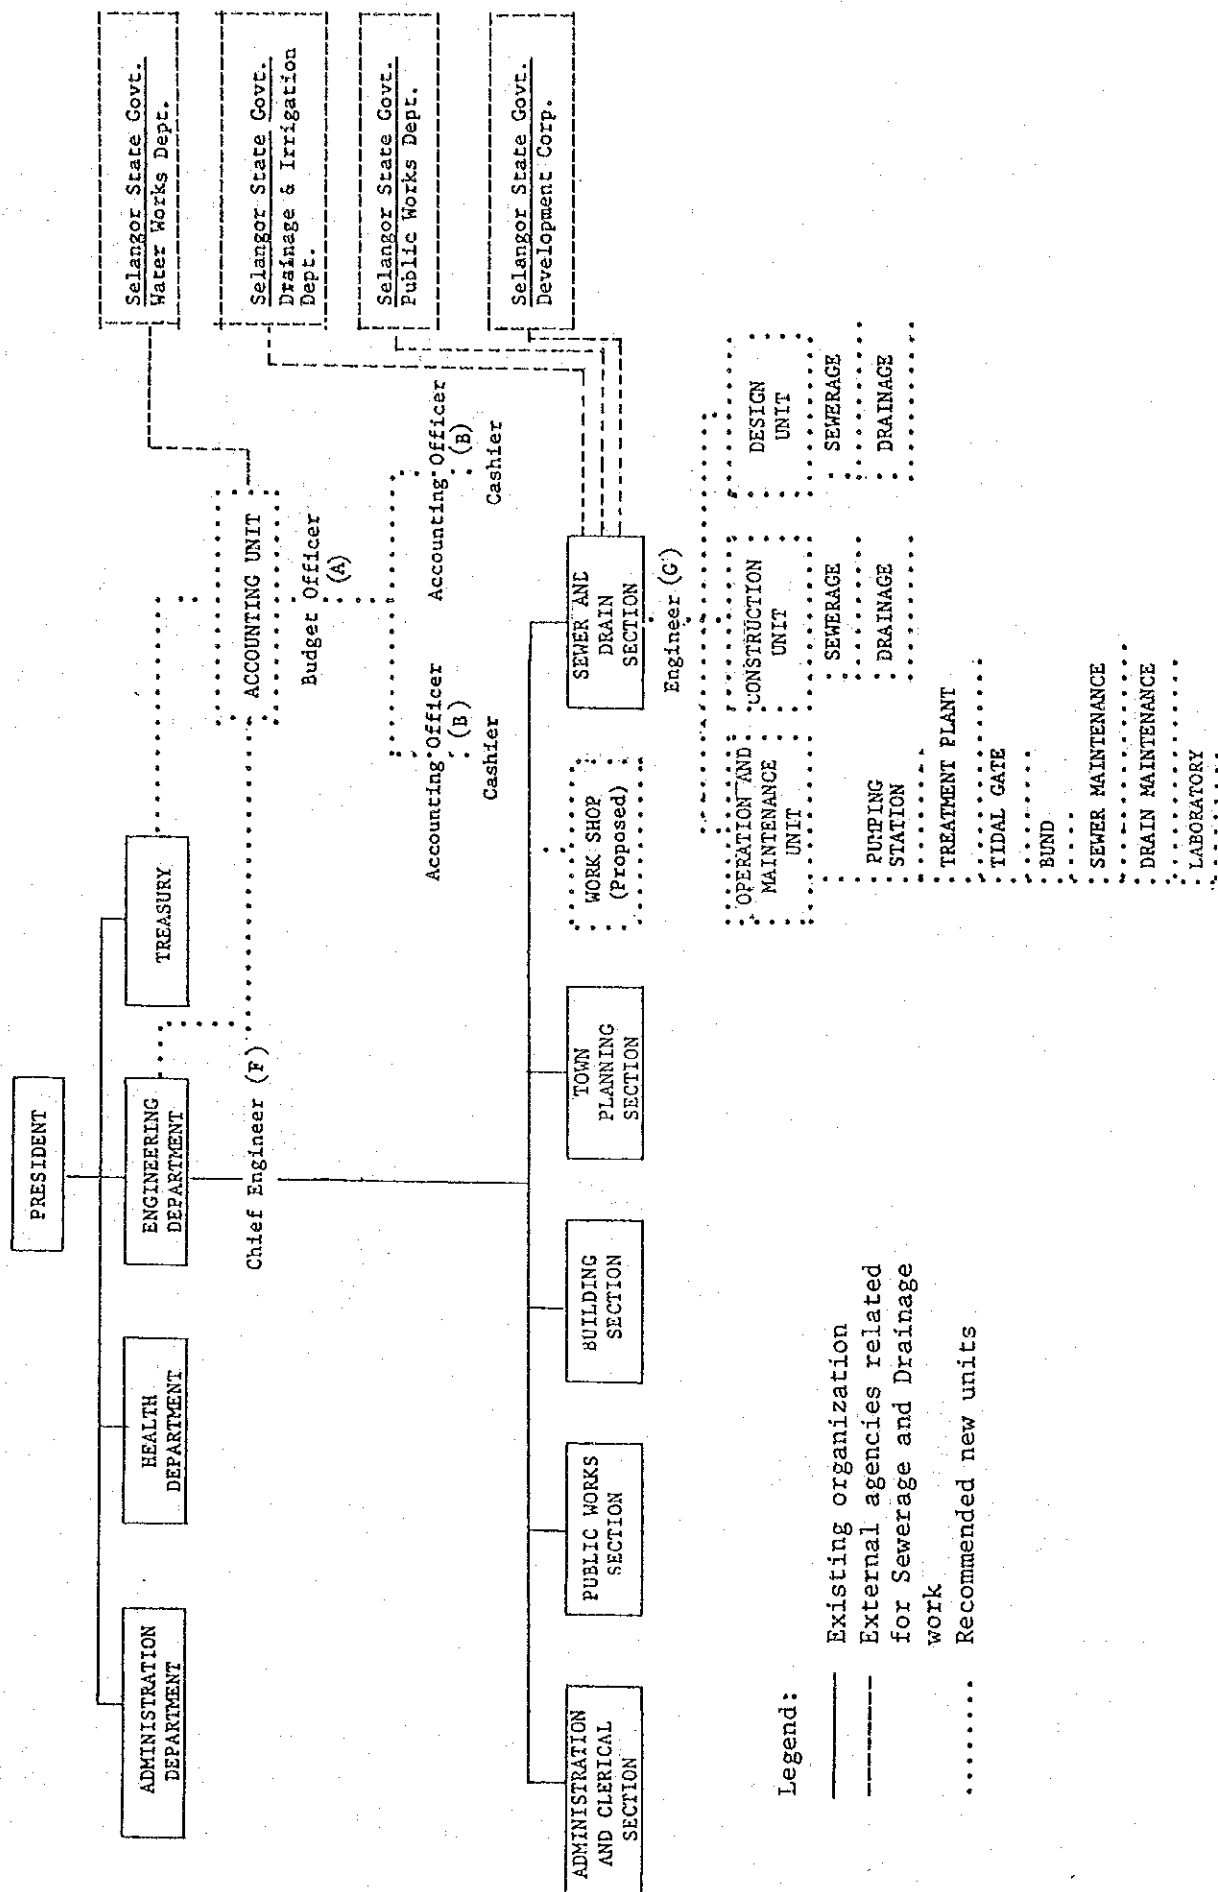 PRESIDENT
ADMINISTRATION
DEPARTMENT
HEALTH
DEPARTMENT
ENGINEERING
DEPARTMENT
TREASURY
Selangor State Govt.
Water Works Dept.
Selangor State Govt.
Drainage & Irrigation
Dept.
Selangor State Govt.
Public Works Dept.
Selangor State Govt.
Development Corp.
Chief Engineer (F)
ACCOUNTING UNIT
Budget Officer
(A)
Accounting Officer
(B)
Cashier
Accounting Officer
(B)
Cashier
ADMINISTRATION
AND CLERICAL
SECTION
PUBLIC WORKS
SECTION
BUILDING
SECTION
TOWN
PLANNING
SECTION
WORK SHOP
(Proposed)
SEWER AND
DRAIN
SECTION
Engineer (G)
OPERATION AND
MAINTENANCE
UNIT
CONSTRUCTION
UNIT
DESIGN
UNIT
PUMPING
STATION
TREATMENT PLANT
TIDAL GATE
BUND
SEWER MAINTENANCE
DRAIN MAINTENANCE
LABORATORY
SEWERAGE
DRAINAGE
SEWERAGE
DRAINAGE
Legend:
Existing organization
External agencies related
for Sewerage and Drainage
work
Recommended new units